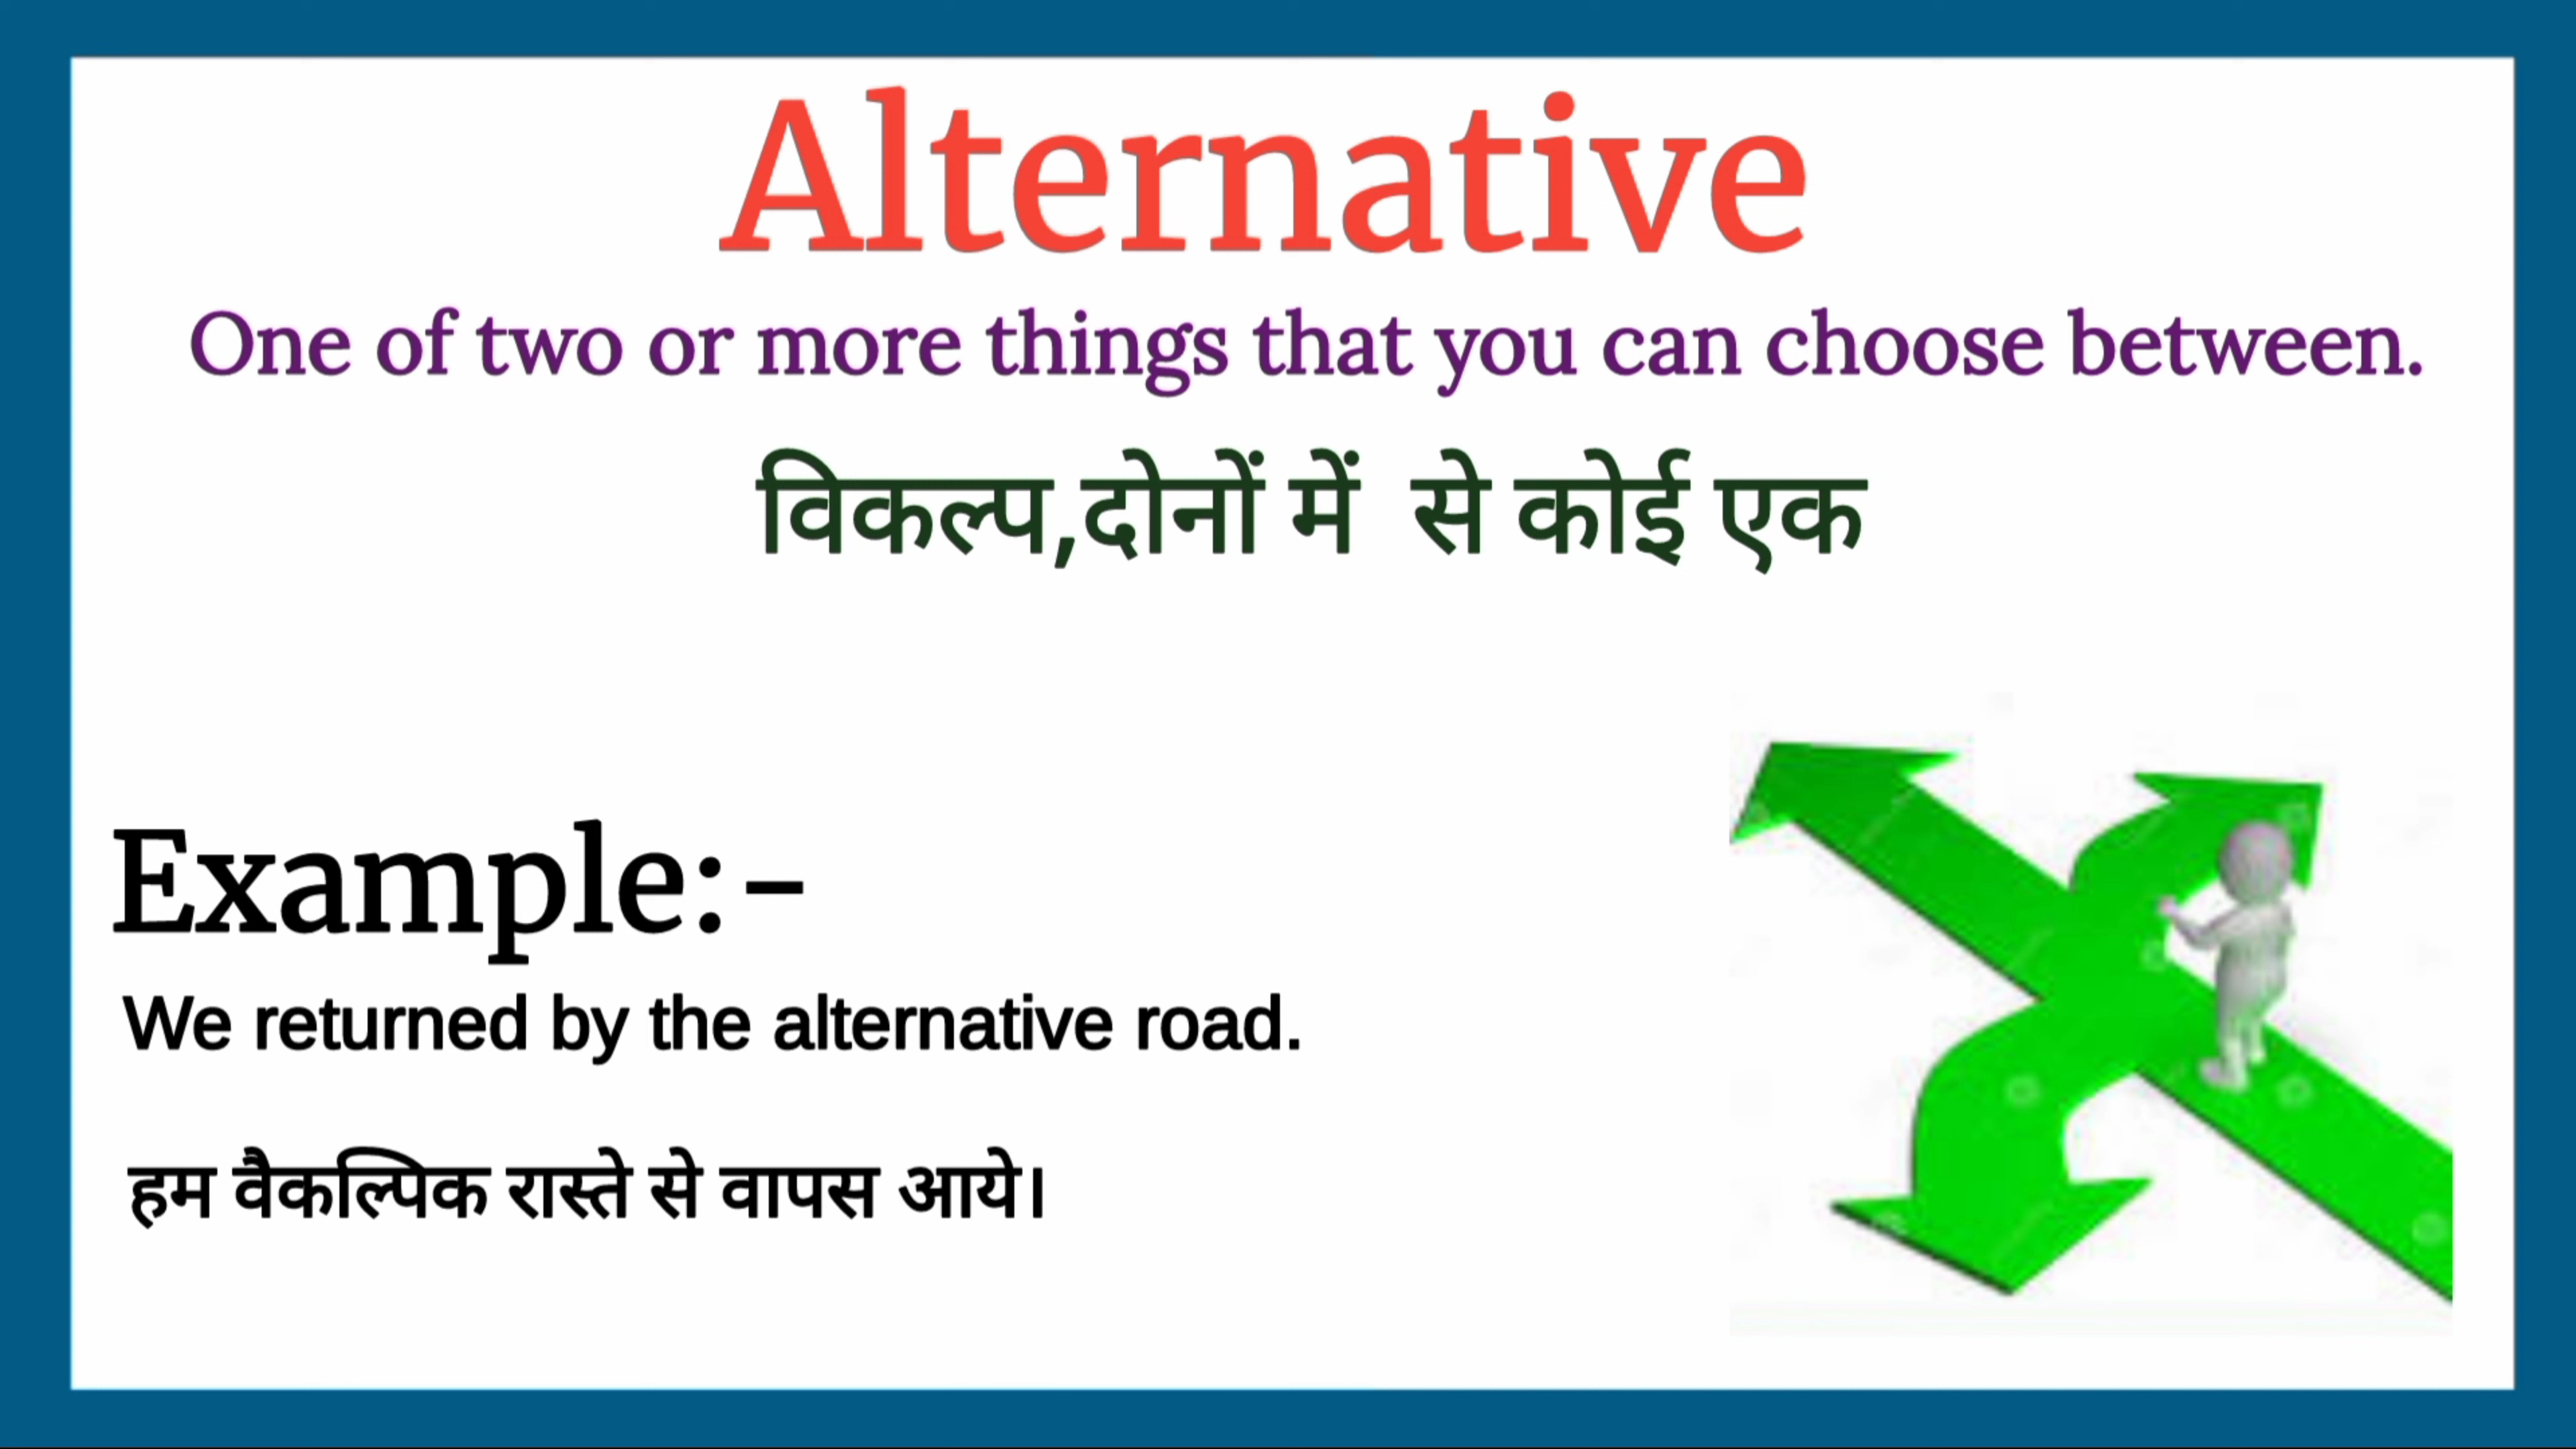 Alternative
One of two or more things that you can choose between.
विकल्प,दोनों में से कोई एक
Example:-
We returned by the alternative road.
हम वैकल्पिक रास्ते से वापस आये।